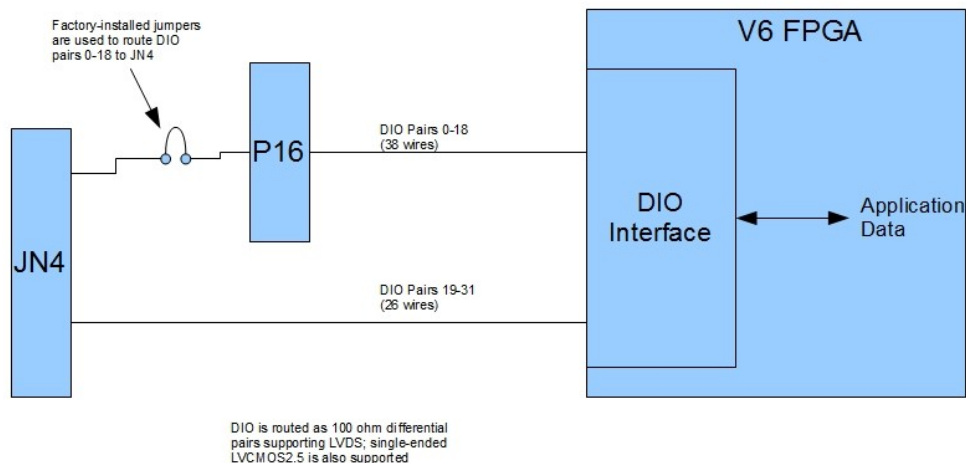 Factory-installed jumpers
are used to route DIO
pairs 0-18 to JN4
V6 FPGA
P16
DIO Pairs 0-18
(38 wires)
DIO
Interface
Application
Data
JN4
DIO Pairs 19-31
(26 wires)
DIO is routed as 100 ohm differential
pairs supporting LVDS; single-ended
LVCMOS2.5 is also supported